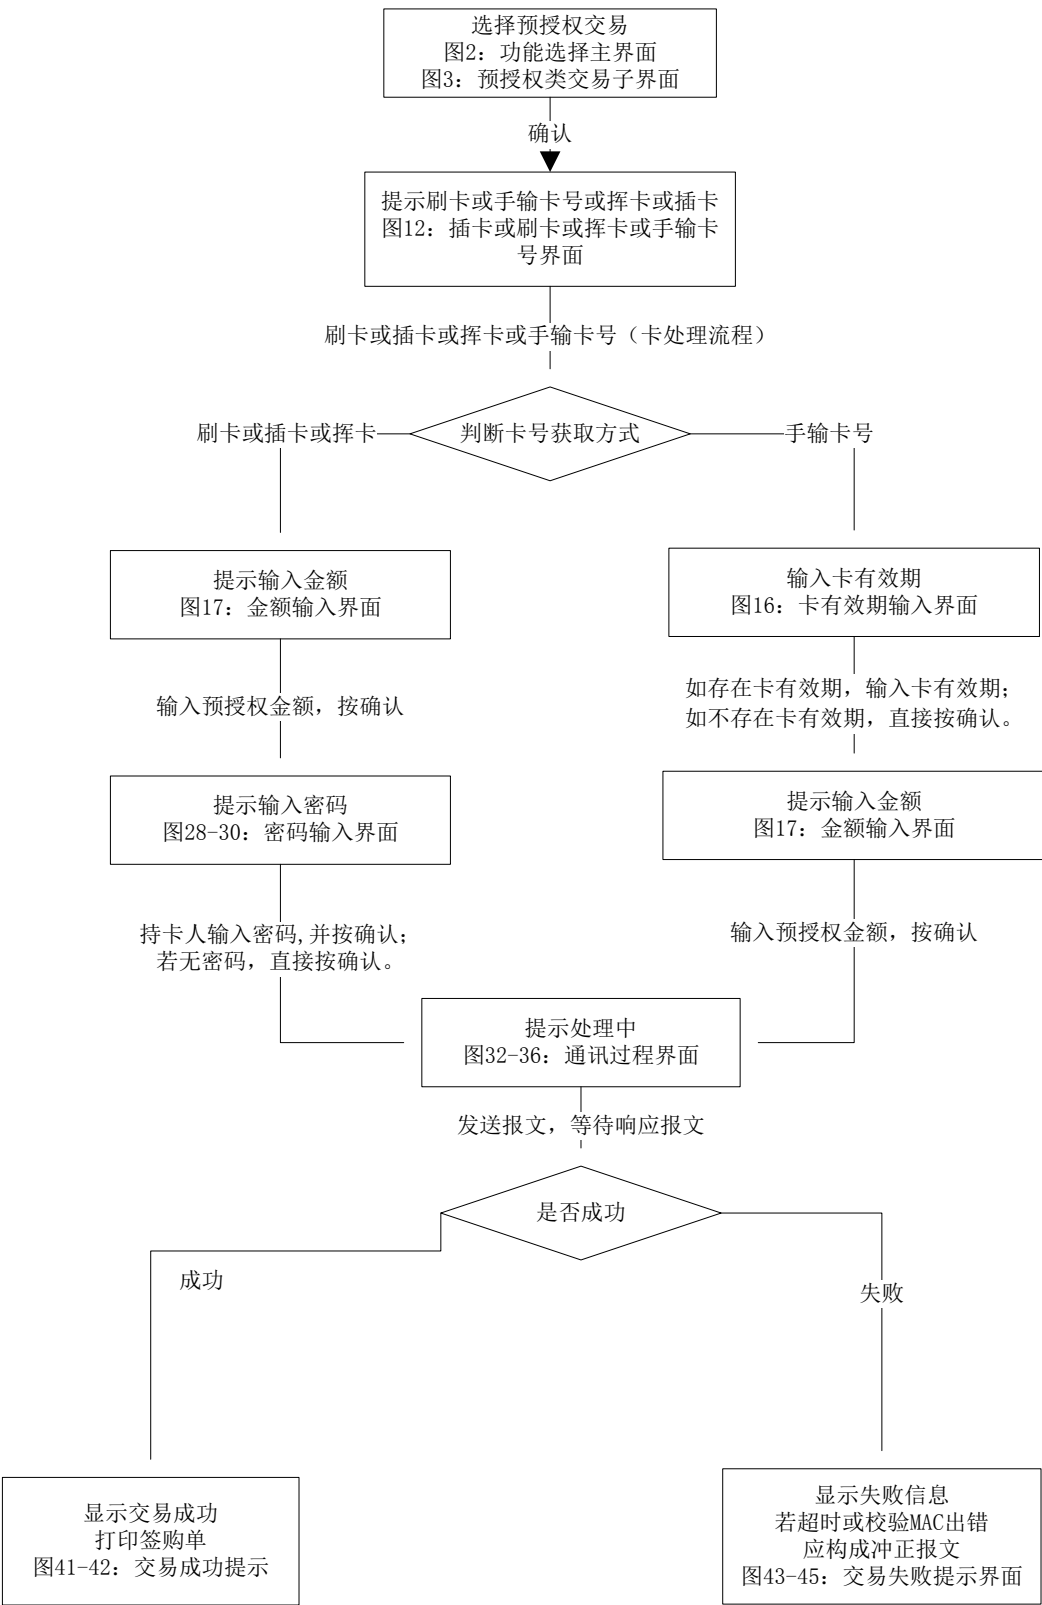 选择预授权交易
图2：功能选择主界面
图3：预授权类交易子界面
确认
提示刷卡或手输卡号或挥卡或插卡
图12：插卡或刷卡或挥卡或手输卡
号界面
刷卡或插卡或挥卡或手输卡号（卡处理流程）
刷卡或插卡或挥卡
判断卡号获取方式
手输卡号
提示输入金额
图17：金额输入界面
输入卡有效期
图16：卡有效期输入界面
输入预授权金额，按确认
如存在卡有效期，输入卡有效期；
如不存在卡有效期，直接按确认。
提示输入密码
图28-30：密码输入界面
提示输入金额
图17：金额输入界面
持卡人输入密码,并按确认；
若无密码，直接按确认。
输入预授权金额，按确认
提示处理中
图32-36：通讯过程界面
发送报文，等待响应报文
是否成功
成功
失败
显示交易成功
打印签购单
图41-42：交易成功提示
显示失败信息
若超时或校验MAC出错
应构成冲正报文
图43-45：交易失败提示界面